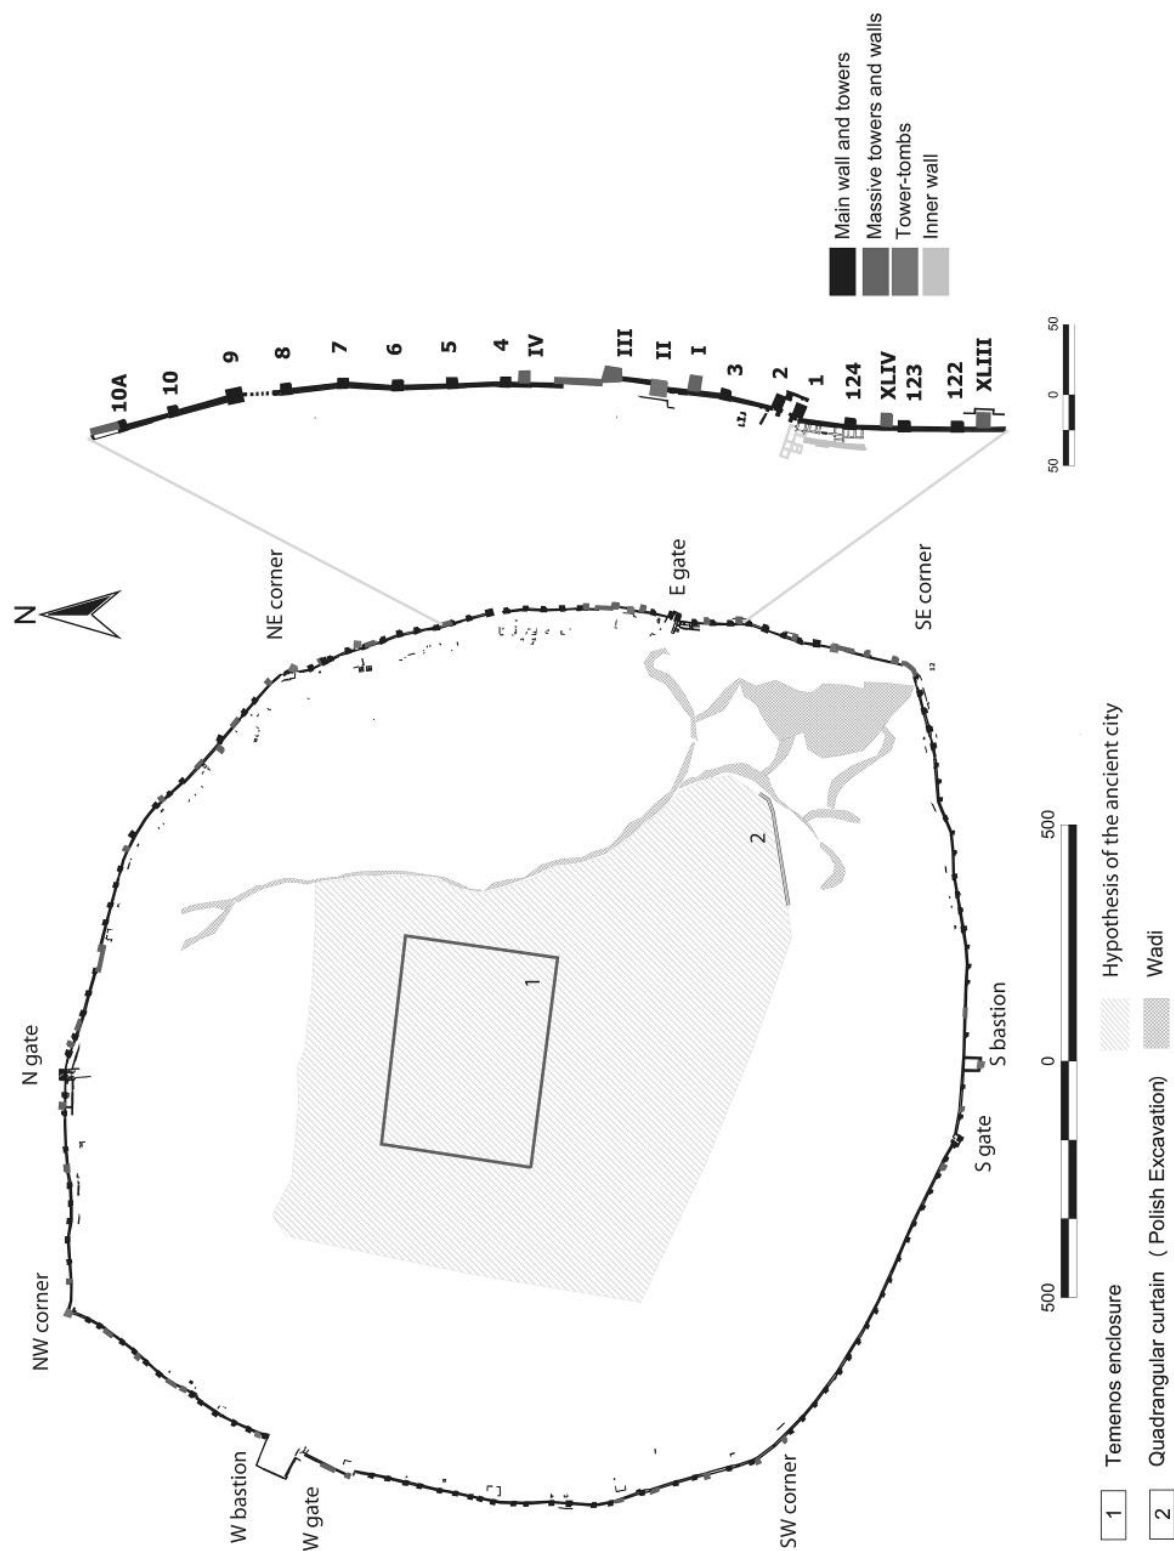 N
N gate
NW corner
NE corner
W bastion
W gate
E gate
SW corner
SE corner
S gate
S bastion
1
2
10A
10
9
8
7
6
5
4
IV
III
II
I
3
2
1
124
XLIV
123
122
XLIII
50
0
50
Main wall and towers
Massive towers and walls
Tower-tombs
Inner wall
500
0
500
1 Temenos enclosure
2 Quadrangular curtain ( Polish Excavation)
Hypothesis of the ancient city
Wadi